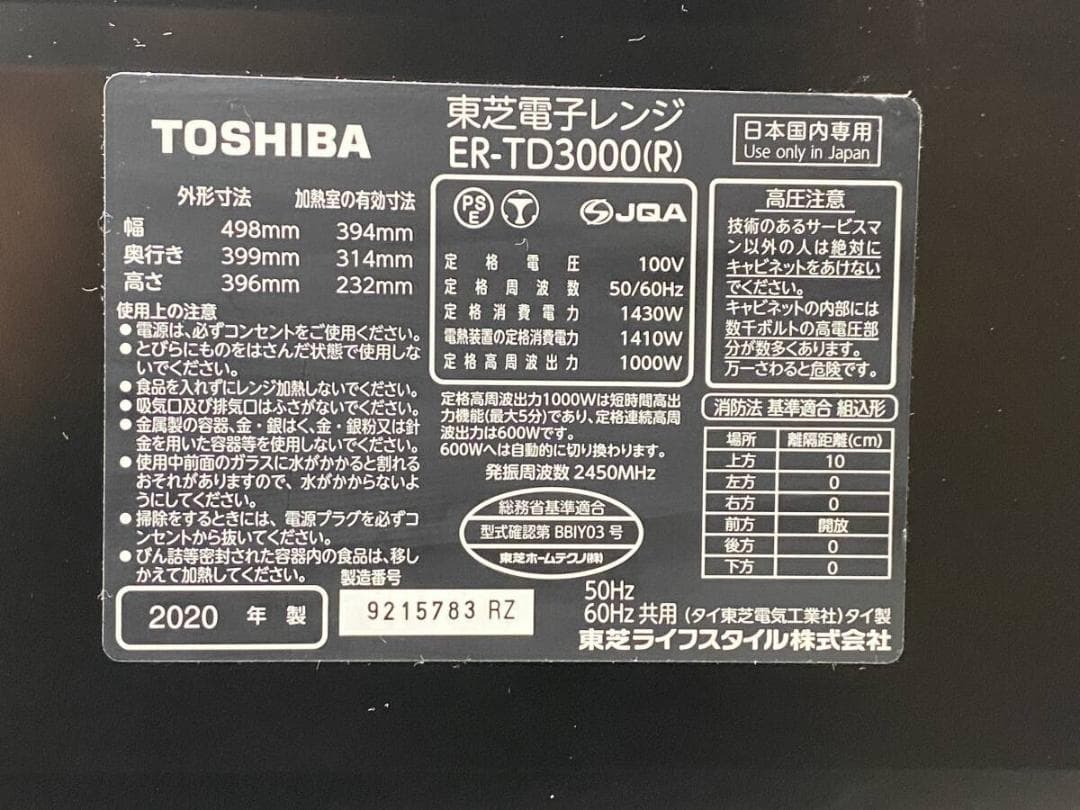 TOSHIBA
東芝電子レンジ
ER-TD3000(R)
日本国内専用
Use only in Japan
外形寸法 加熱室の有効寸法
幅 498mm 394mm
奥行き 399mm 314mm
高さ 396mm 232mm
使用上の注意
●電源は、必ずコンセントをご使用ください。
●とびらにものをはさんだ状態で使用しな
いでください。
●食品を入れずにレンジ加熱しないでください。
●吸気口及び排気口はふさがないでください。
●金属製の容器、金・銀はく、金・銀粉又は針
金を用いた容器等を使用しないでください。
●使用中前面のガラスに水がかかると割れる
おそれがありますので、水がかからないよ
うにしてください。
●掃除をするときには、電源プラグを必ずコ
ンセントから抜いてください。
●びん詰等密封された容器内の食品は、移し
かえて加熱してください。
PS
E
JQA
定格電圧 100V
定格周波数 50/60Hz
定格消費電力 1430W
電熱装置の定格消費電力 1410W
定格高周波出力 1000W
定格高周波出力1000Wは短時間高出
力機能(最大5分)であり、定格連続高周
波出力は600Wです。
600Wへは自動的に切り換わります。
発振周波数 2450MHz
総務省基準適合
型式確認第 BBIY03 号
東芝ホームテクノ(株)
高圧注意
技術のあるサービスマ
ン以外の人は絶対に
キャビネットをあけない
でください。
キャビネットの内部には
数千ボルトの高電圧部
分が数多くあります。
万一さわると危険です。
消防法 基準適合 組込形
場所 離隔距離(cm)
上方 10
左方 0
右方 0
前方 開放
後方 0
下方 0
2020 年 製
製造番号
9215783 RZ
50Hz
60Hz 共用 (タイ東芝電気工業社)タイ製
東芝ライフスタイル株式会社